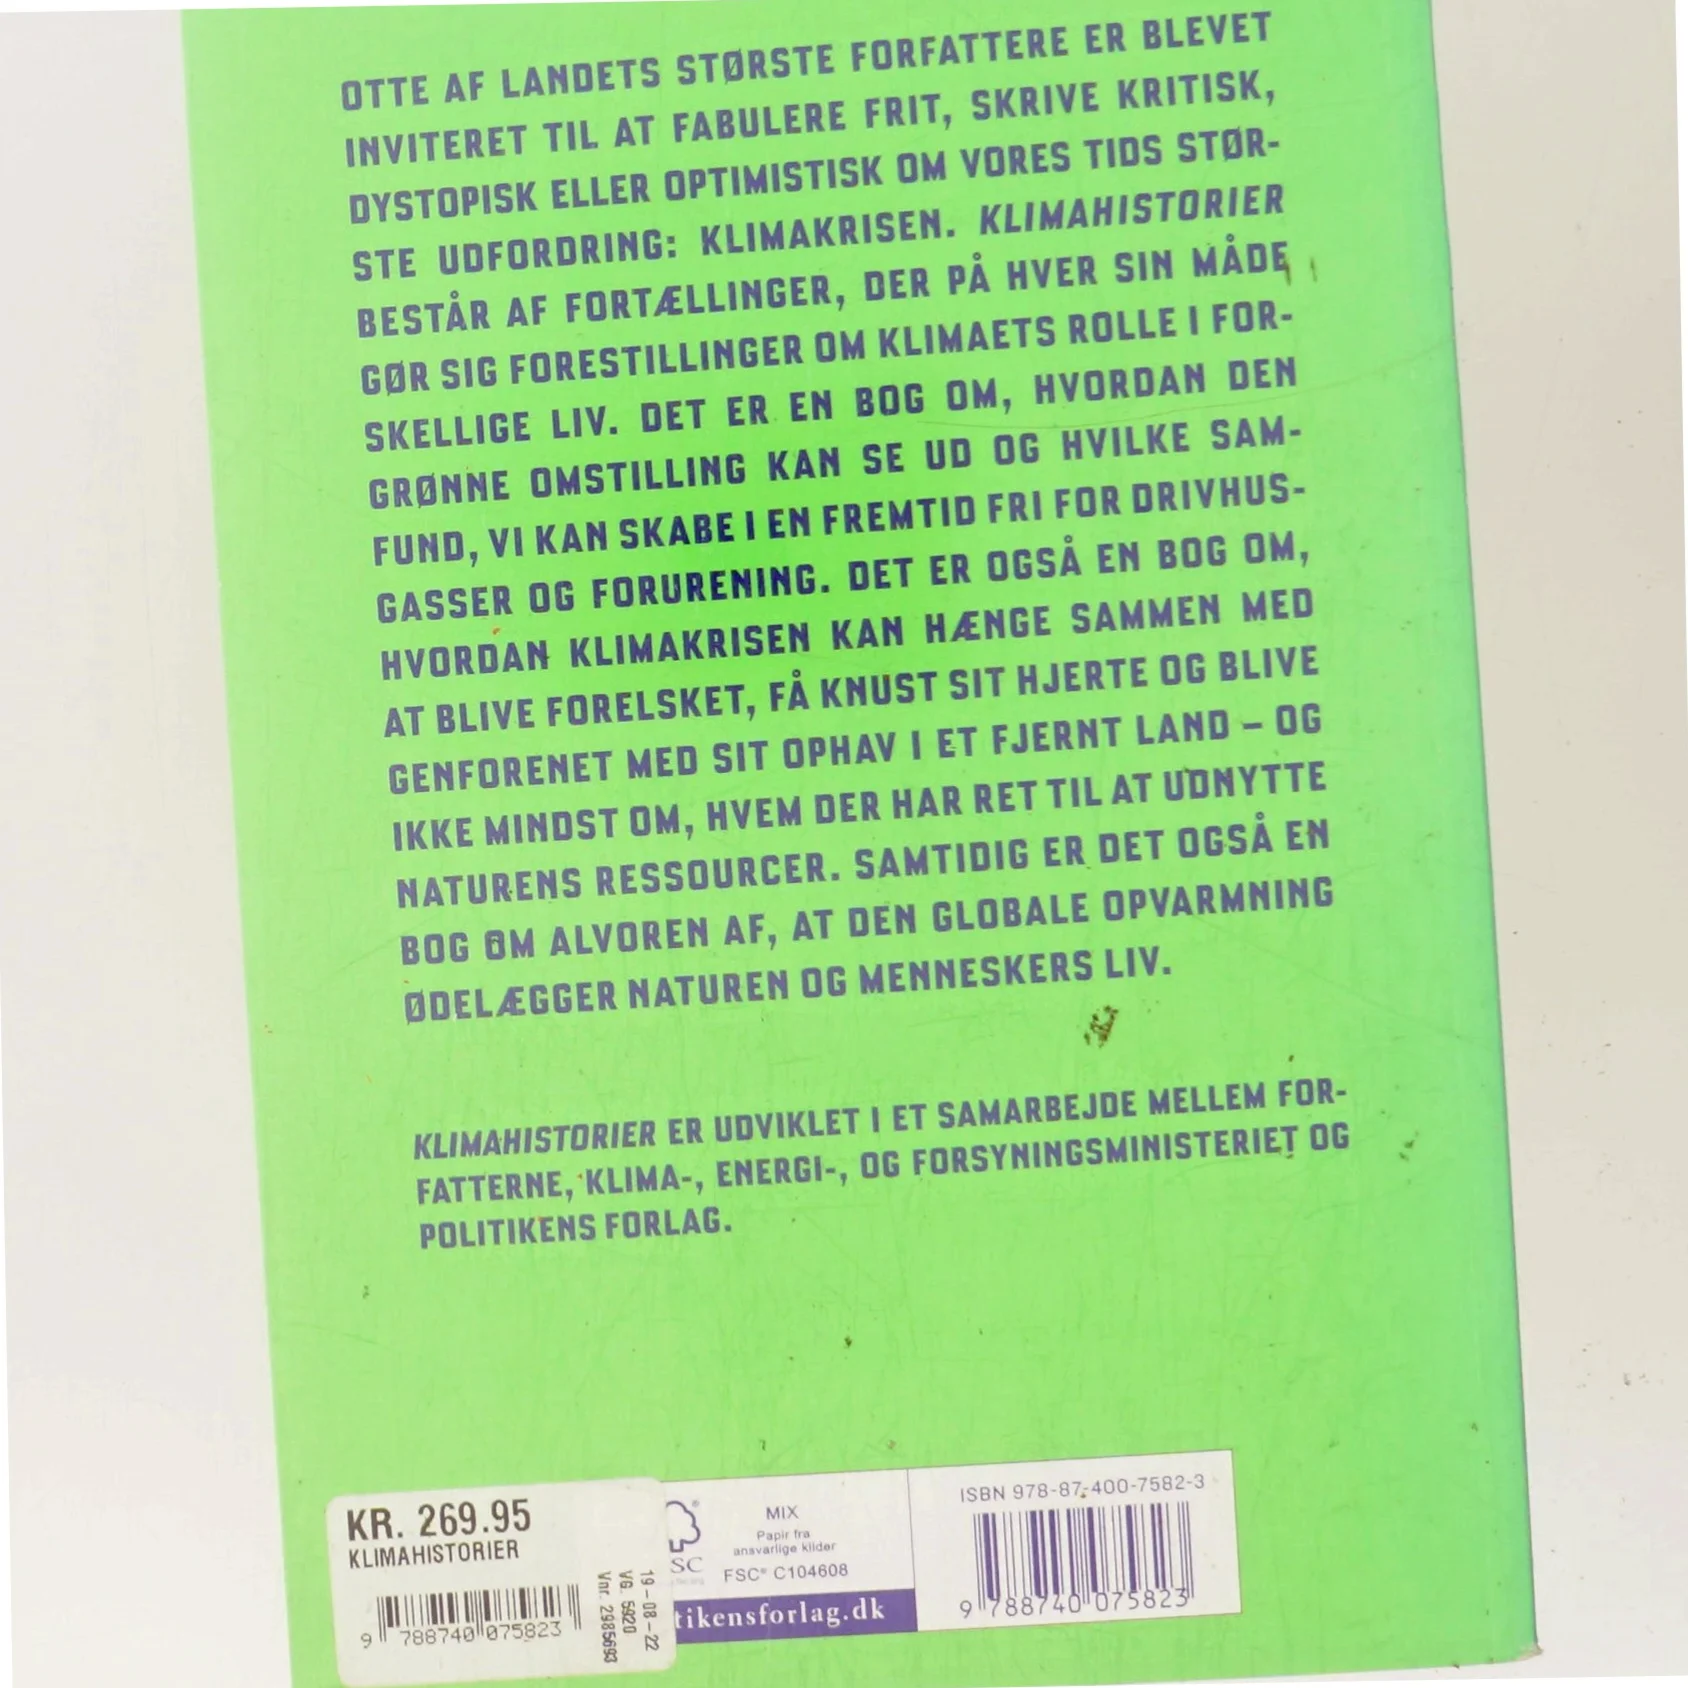 OTTE AF LANDETS STØRSTE FORFATTERE ER BLEVET
INVITERET TIL AT FABULERE FRIT, SKRIVE KRITISK,
DYSTOPISK ELLER OPTIMISTISK OM VORES TIDS STØR-
STE UDFORDRING: KLIMAKRISEN. KLIMAHISTORIER
BESTÅR AF FORTÆLLINGER, DER PÅ HVER SIN MÅDE
GØR SIG FORESTILLINGER OM KLIMAETS ROLLE I FOR-
SKELLIGE LIV. DET ER EN BOG OM, HVORDAN DEN
GRØNNE OMSTILLING KAN SE UD OG HVILKE SAM-
FUND, VI KAN SKABE I EN FREMTID FRI FOR DRIVHUS-
GASSER OG FORURENING. DET ER OGSÅ EN BOG OM,
HVORDAN KLIMAKRISEN KAN HÆNGE SAMMEN MED
AT BLIVE FORELSKET, FÅ KNUST SIT HJERTE OG BLIVE
GENFORENET MED SIT OPHAV I ET FJERNT LAND – OG
IKKE MINDST OM, HVEM DER HAR RET TIL AT UDNYTTE
NATURENS RESSOURCER. SAMTIDIG ER DET OGSÅ EN
BOG OM ALVOREN AF, AT DEN GLOBALE OPVARMNING
ØDELÆGGER NATUREN OG MENNESKERS LIV.
KLIMAHISTORIER ER UDVIKLET I ET SAMARBEJDE MELLEM FOR-
FATTERNE, KLIMA-, ENERGI-, OG FORSYNINGSMINISTERIET OG
POLITIKENS FORLAG.
KR. 269.95
KLIMAHISTORIER
9 788740 075823
19-08-22
VG. 5920
Vnr. 2985693
SC
MIX
Papir fra
ansvarlige kilder
FSC® C104608
tikensforlag.dk
ISBN 978-87-400-7582-3
9 788740 075823